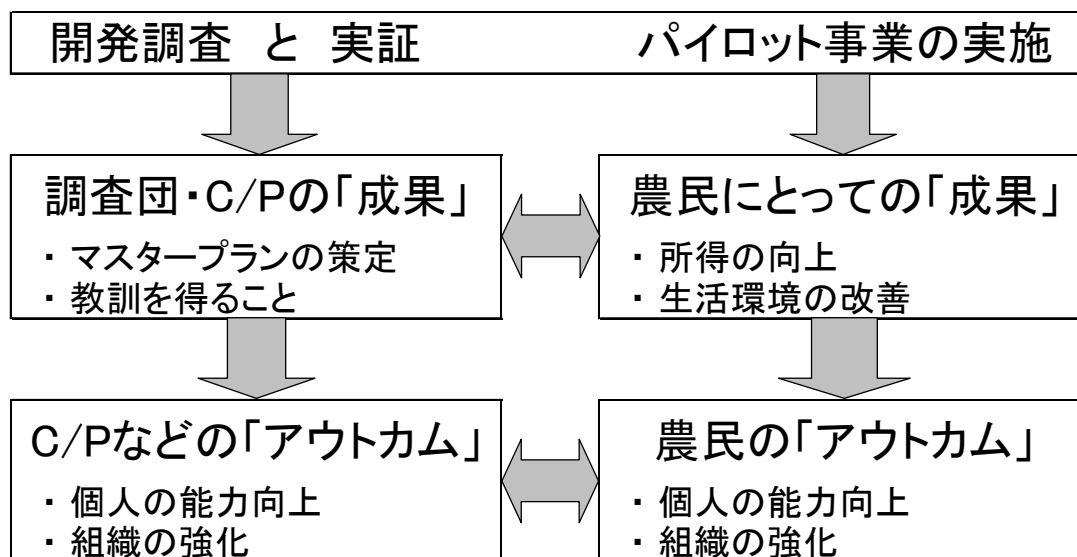 開発調査 と 実証 パイロット事業の実施
調査団・C/Pの「成果」
・ マスタープランの策定
・ 教訓を得ること
農民にとっての「成果」
・ 所得の向上
・ 生活環境の改善
C/Pなどの「アウトカム」
・ 個人の能力向上
・ 組織の強化
農民の「アウトカム」
・ 個人の能力向上
・ 組織の強化